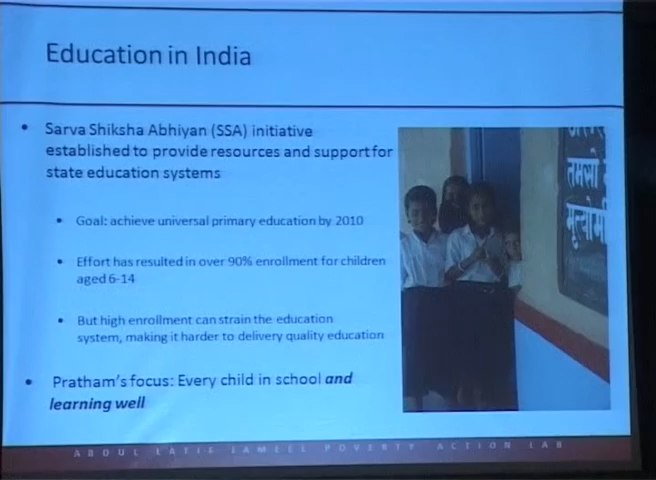 Education in India
• Sarva Shiksha Abhiyan (SSA) initiative
established to provide resources and support for
state education systems
• Goal: achieve universal primary education by 2010
• Effort has resulted in over 90% enrollment for children
aged 6-14
• But high enrollment can strain the education
system, making it harder to delivery quality education
• Pratham's focus: Every child in school and
learning well
तमसो
ABDUL LATIF JAMEEL POVERTY ACTION LAB